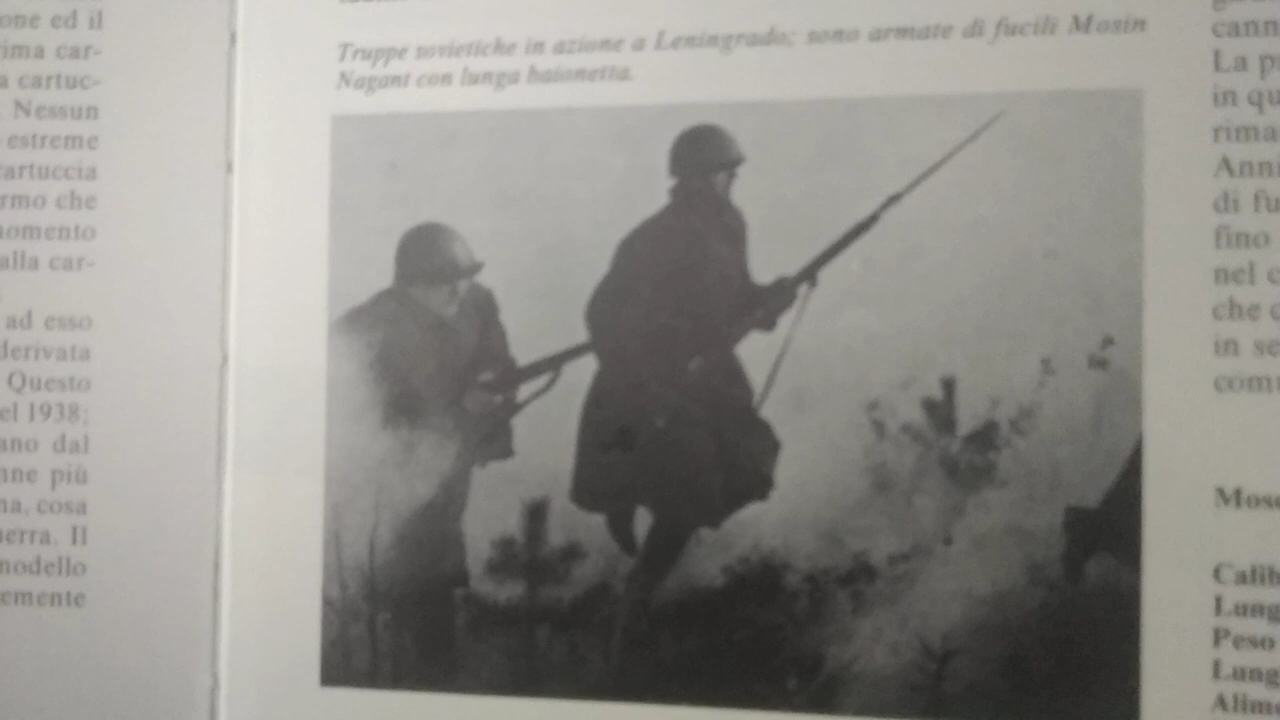 one ed il
ima car-
a cartuc-
Nessun
estreme
artuccia
rmo che
momento
alla car-
ad esso
derivata
Questo
el 1938;
ano dal
nne più
na, cosa
uerra. Il
modello
emente
Truppe sovietiche in azione a Leningrado; sono armate di fucili Mosin
Nagant con lunga baionetta.
cann
La p
in qu
rima
Anni
di fu
fino
nel c
che c
in se
com
Mos
Calib
Lung
Peso
Lung
Alim